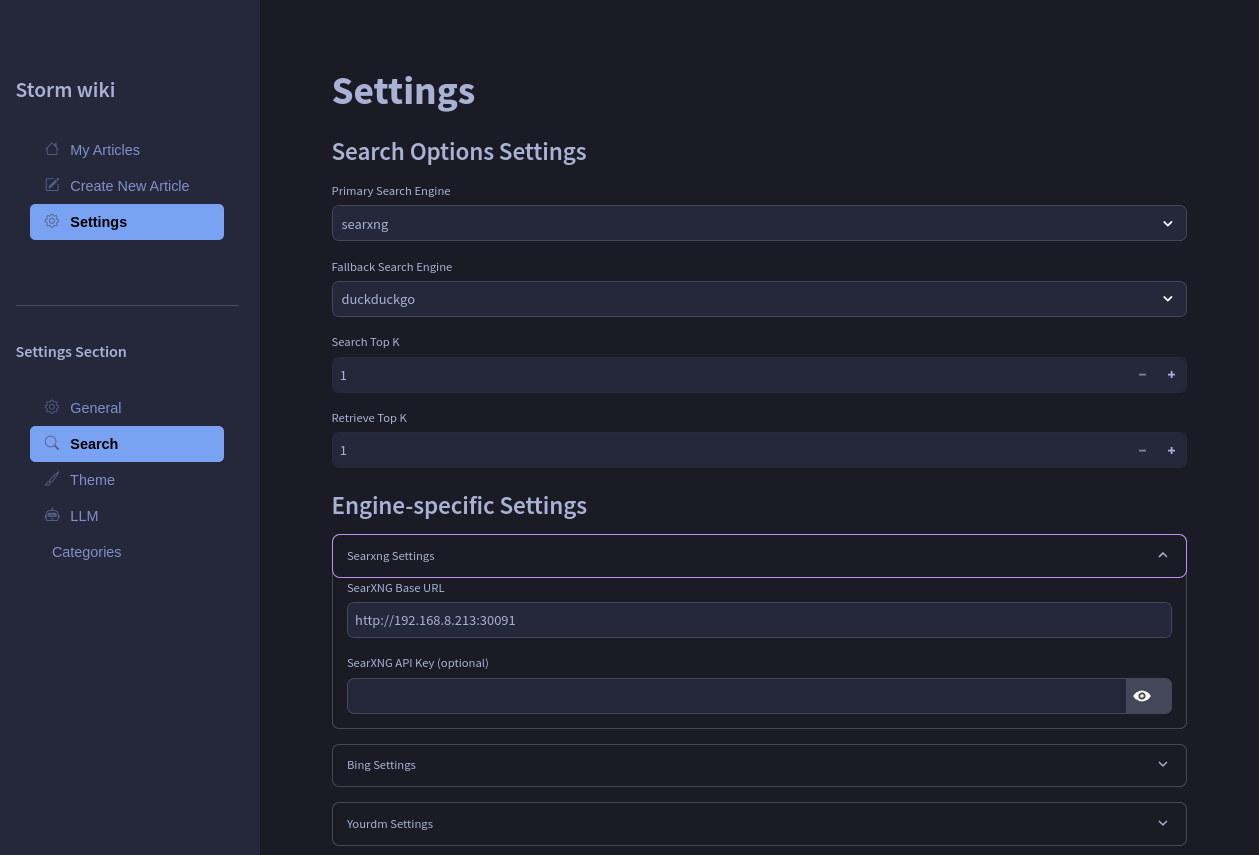 Storm wiki
My Articles
Create New Article
Settings
Settings Section
General
Search
Theme
LLM
Categories
Settings
Search Options Settings
Primary Search Engine
searxng
Fallback Search Engine
duckduckgo
Search Top K
1
Retrieve Top K
1
Engine-specific Settings
Searxng Settings
SearXNG Base URL
http://192.168.8.213:30091
SearXNG API Key (optional)
Bing Settings
Yourdm Settings